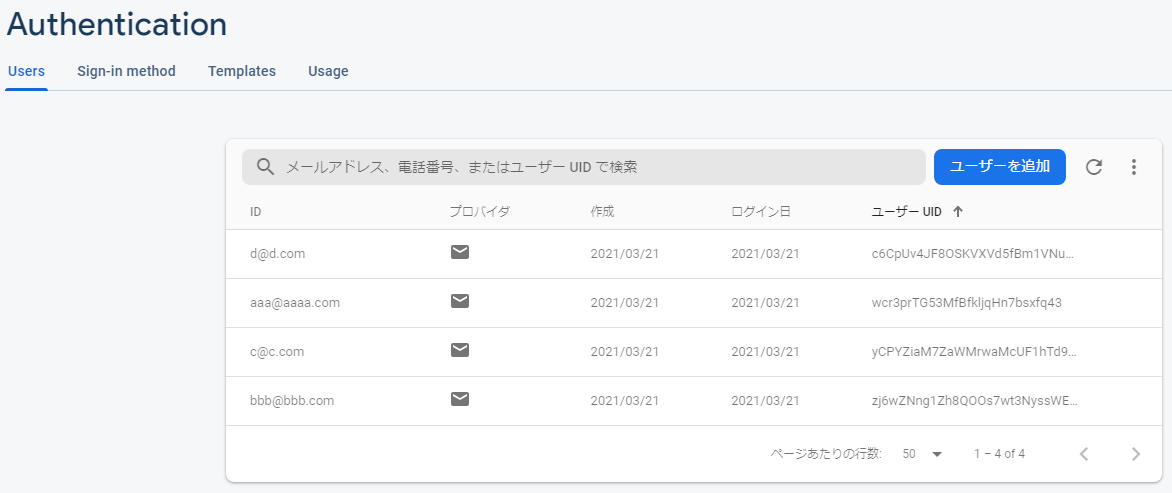 Authentication
Users Sign-in method Templates Usage
メールアドレス、電話番号、またはユーザー UID で検索 ユーザーを追加
ID プロバイダ 作成 ログイン日 ユーザー UID
d@d.com 2021/03/21 2021/03/21 c6CpUv4JF8OSKVXVd5fBm1VNu...
aaa@aaaa.com 2021/03/21 2021/03/21 wcr3prTG53MfBfkljqHn7bsxfq43
c@c.com 2021/03/21 2021/03/21 yCPYZiaM7ZaWMrwaMcUF1hTd9...
bbb@bbb.com 2021/03/21 2021/03/21 zj6wZNng1Zh8QOOs7wt3NyssWE...
ページあたりの行数: 50 1 – 4 of 4